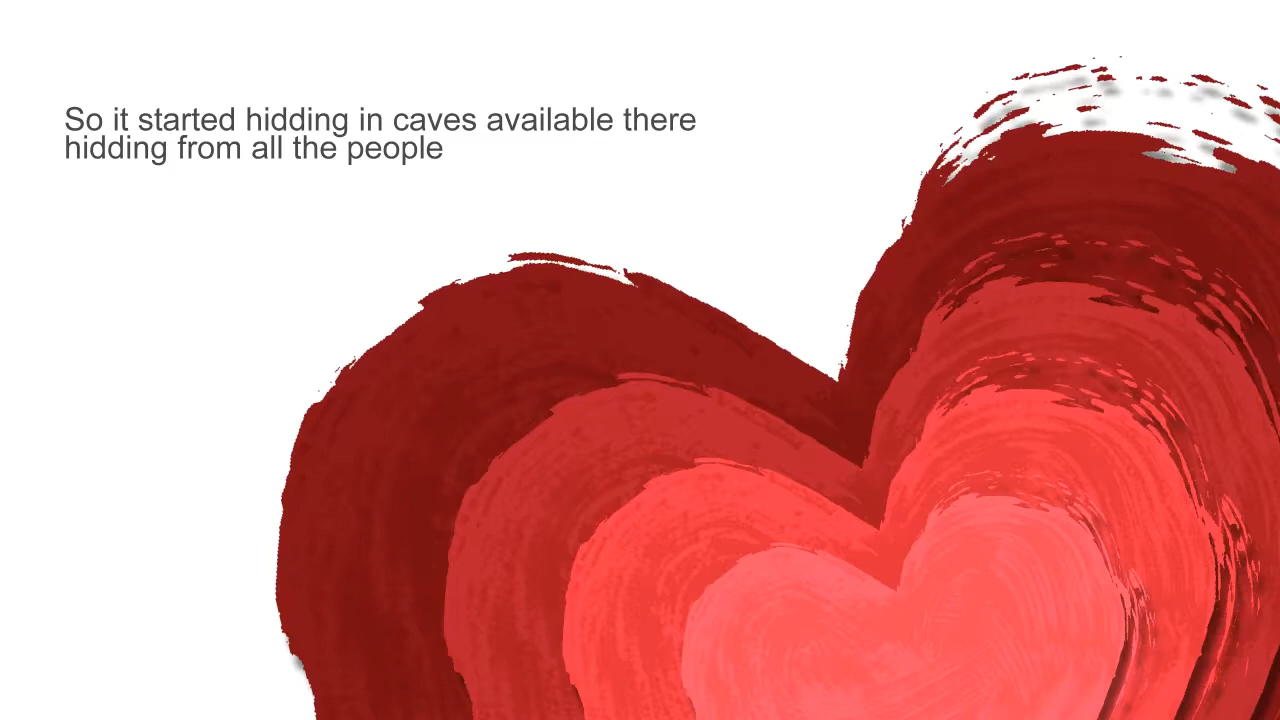 So it started hidding in caves available there
hidding from all the people